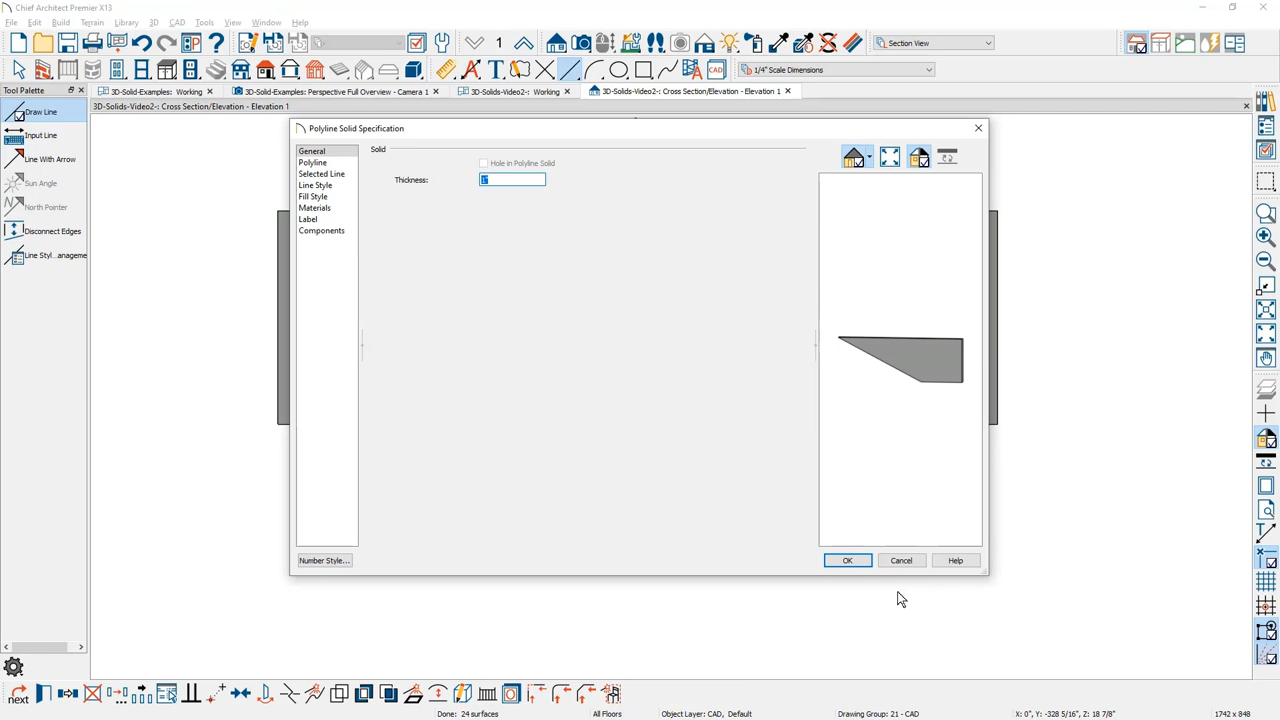 Chief Architect Premier X13
File Edit Build Terrain Library 3D CAD Tools View Window Help
1 Section View
1/4" Scale Dimensions
Tool Palette 3D-Solid-Examples: Working 3D-Solid-Examples: Perspective Full Overview - Camera 1 3D-Solids-Video2-: Working 3D-Solids-Video2-: Cross Section/Elevation - Elevation 1
3D-Solids-Video2-: Cross Section/Elevation - Elevation 1
Draw Line
Input Line
Line With Arrow
Sun Angle
North Pointer
Disconnect Edges
Line Styl...anageme
Polyline Solid Specification
General
Polyline
Selected Line
Line Style
Fill Style
Materials
Label
Components
Solid
Hole in Polyline Solid
Thickness: 1"
Number Style... OK Cancel Help
next
Done: 24 surfaces All Floors Object Layer: CAD, Default Drawing Group: 21 - CAD X: 0", Y: -328 5/16", Z: 18 7/8" 1742 x 848